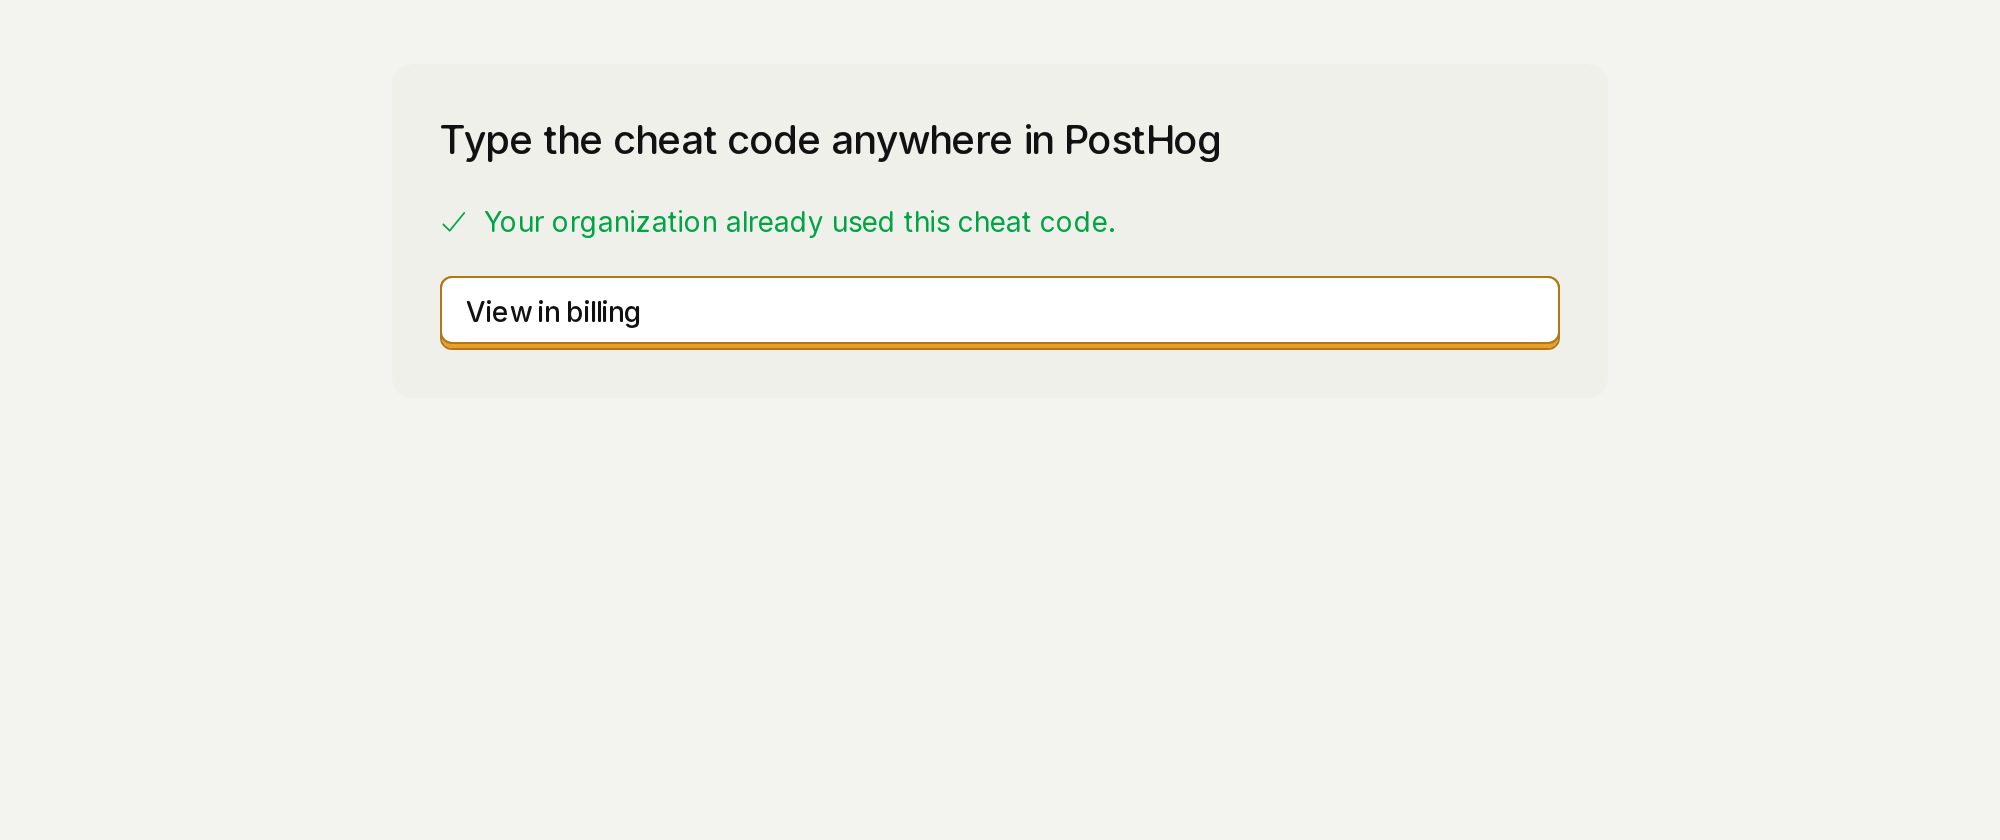 Type the cheat code anywhere in PostHog
Your organization already used this cheat code.
View in billing